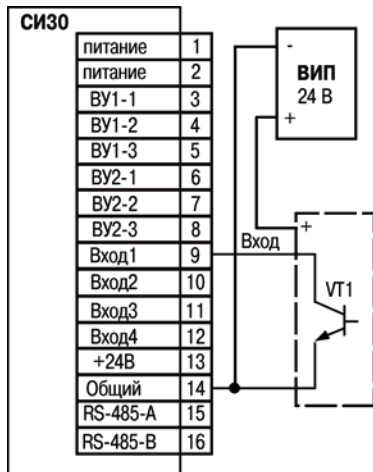 СИ30
питание 1
питание 2
ВУ1-1 3
ВУ1-2 4
ВУ1-3 5
ВУ2-1 6
ВУ2-2 7
ВУ2-3 8
Вход1 9
Вход2 10
Вход3 11
Вход4 12
+24В 13
Общий 14
RS-485-A 15
RS-485-B 16
-
ВИП
24 В
+
+
Вход
VT1